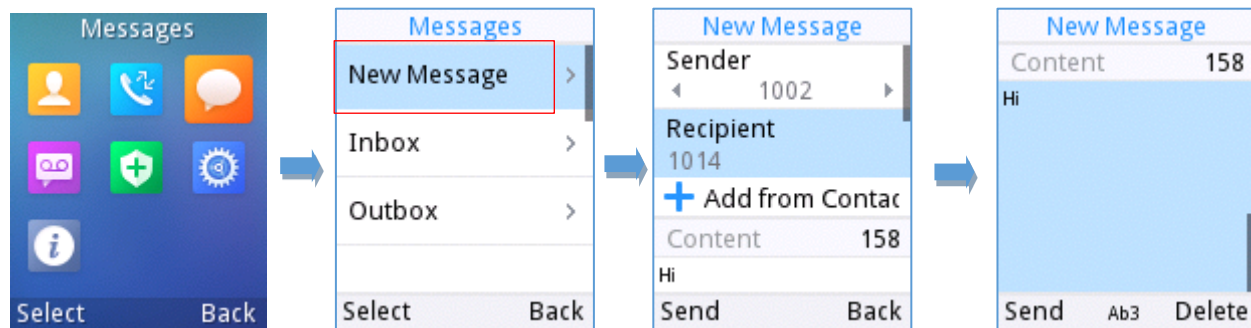 Messages
Select Back
Messages
New Message
Inbox
Outbox
Select Back
New Message
Sender
1002
Recipient
1014
Add from Contac
Content 158
Hi
Send Back
New Message
Content 158
Hi
Send Ab3 Delete